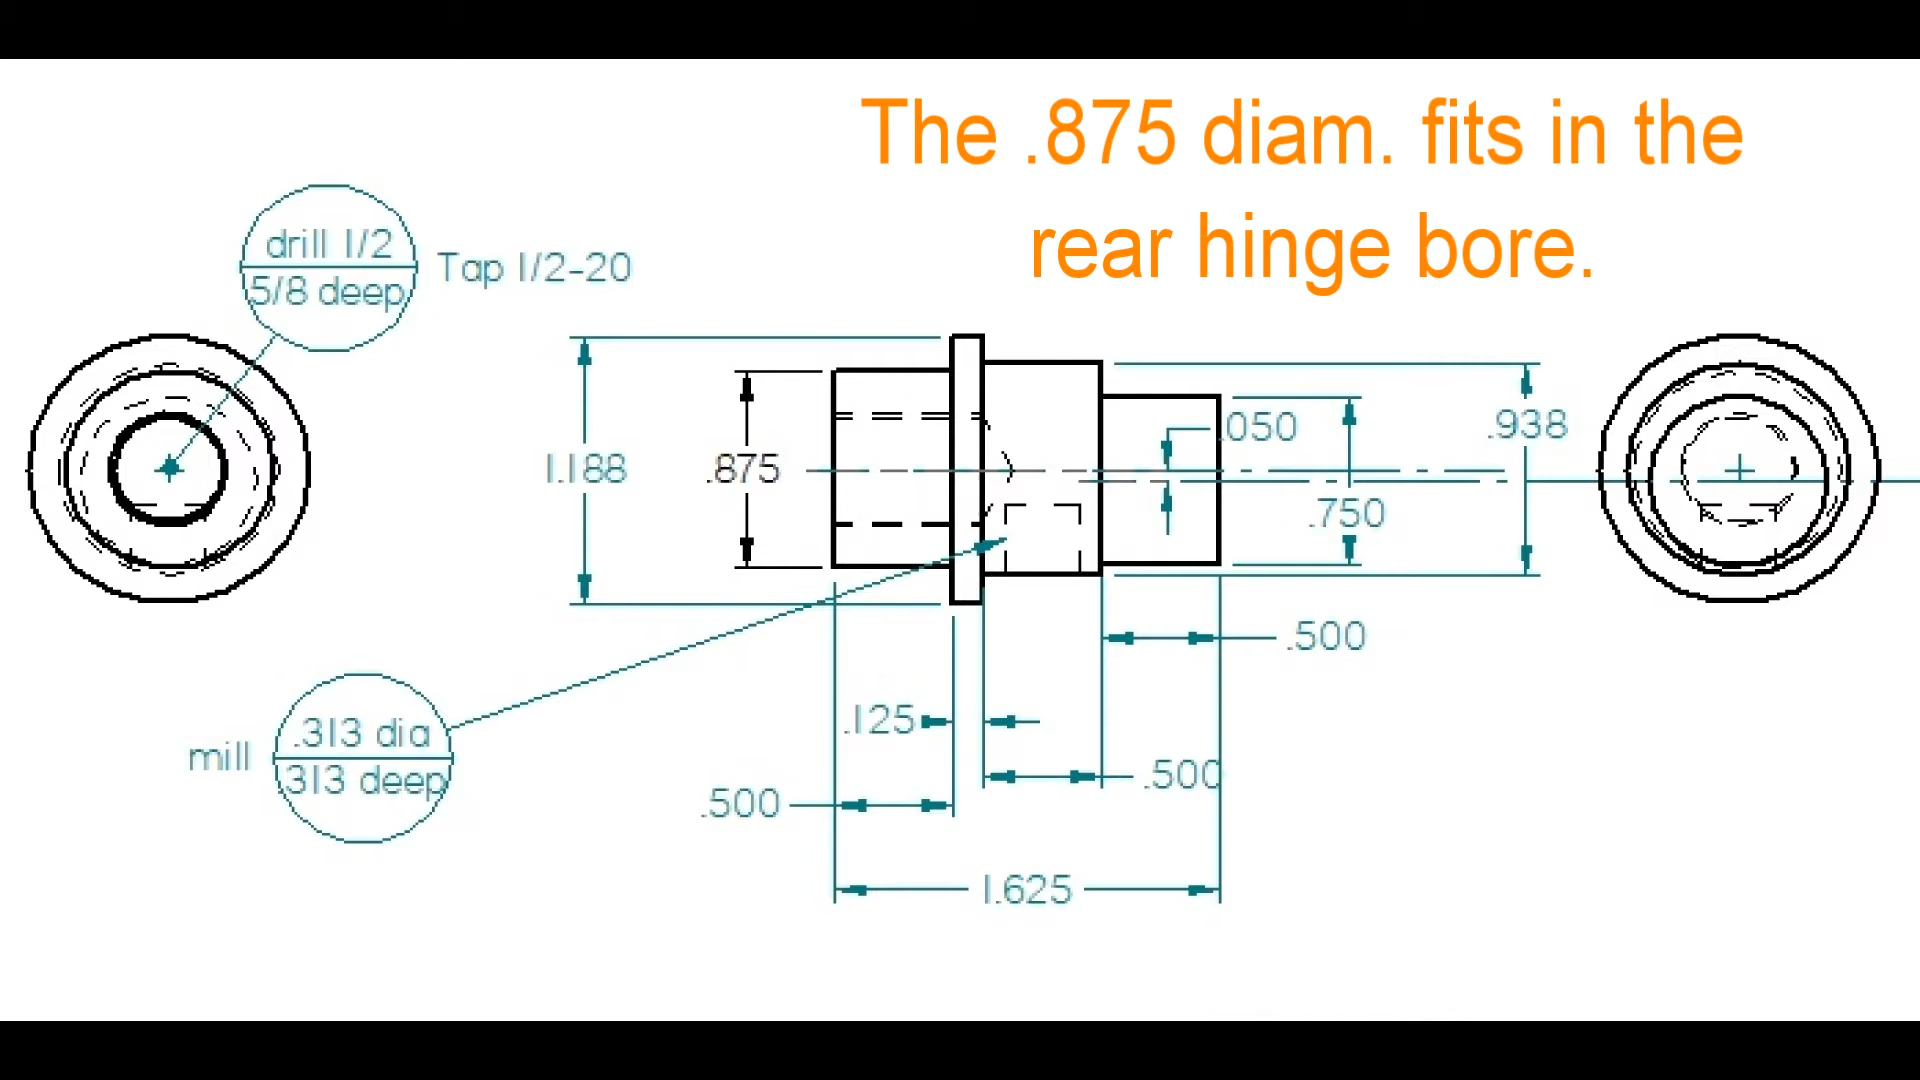 The .875 diam. fits in the
rear hinge bore.
drill 1/2
5/8 deep
Tap 1/2-20
1.188
.875
.050
.938
.750
.500
.125
.313 dia
mill
.313 deep
.500
.500
1.625